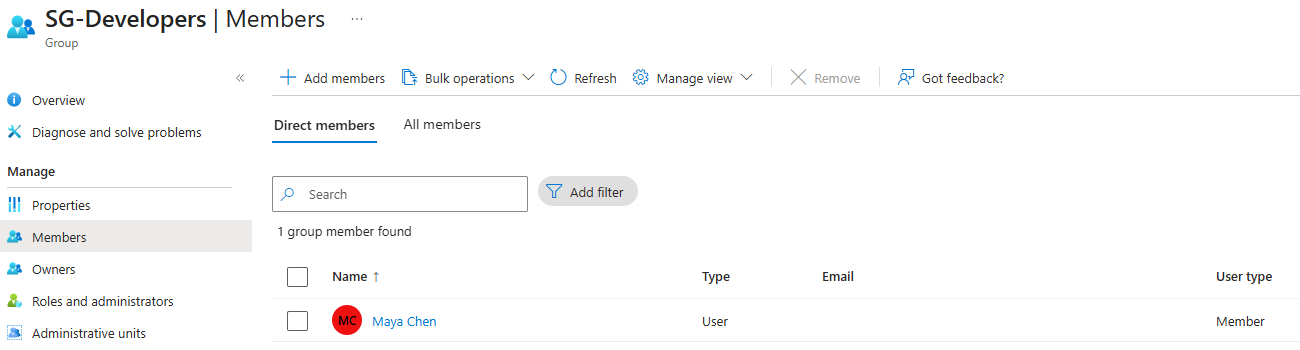 SG-Developers | Members ...
Group
Add members Bulk operations Refresh Manage view Remove Got feedback?
Overview
Diagnose and solve problems
Manage
Properties
Members
Owners
Roles and administrators
Administrative units
Direct members All members
Search Add filter
1 group member found
Name ↑ Type Email User type
MC Maya Chen User Member